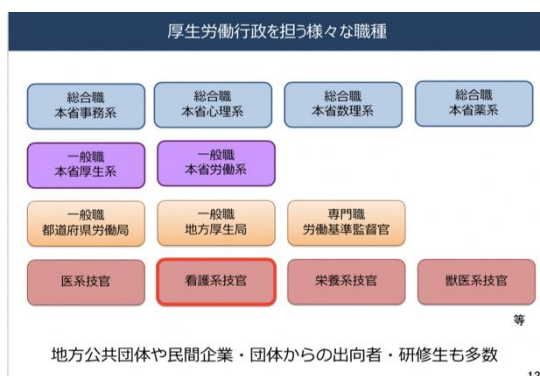 厚生労働行政を担う様々な職種
総合職
本省事務系
総合職
本省心理系
総合職
本省数理系
総合職
本省薬系
一般職
本省厚生系
一般職
本省労働系
一般職
都道府県労働局
一般職
地方厚生局
専門職
労働基準監督官
医系技官
看護系技官
栄養系技官
獣医系技官
等
地方公共団体や民間企業・団体からの出向者・研修生も多数
12